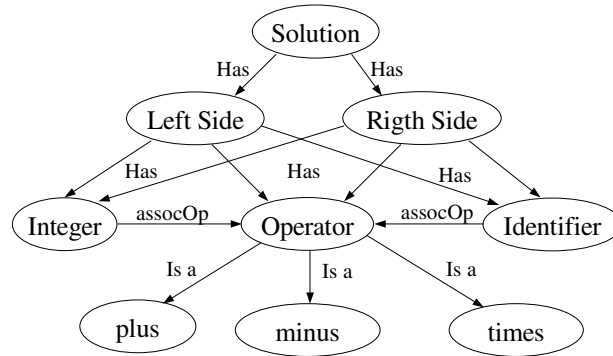 Solution
Has Has
Left Side Rigth Side
Has Has Has
Integer assocOp Operator assocOp Identifier
Is a Is a Is a
plus minus times